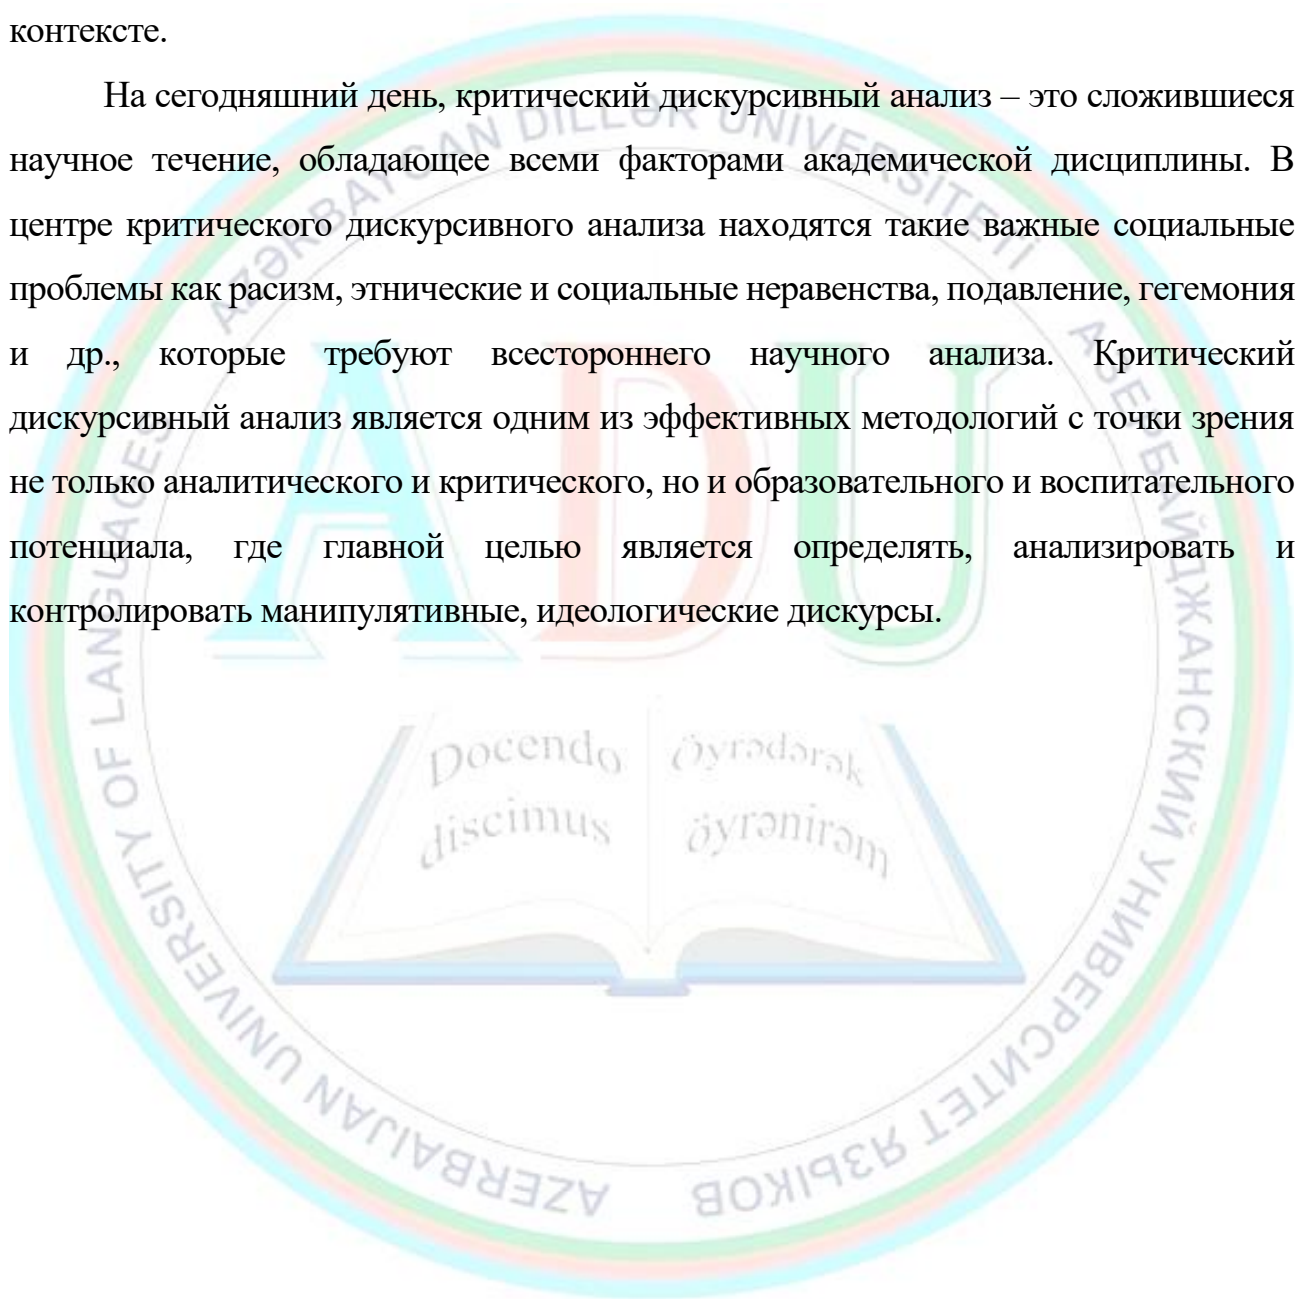 контексте.
На сегодняшний день, критический дискурсивный анализ – это сложившиеся
научное течение, обладающее всеми факторами академической дисциплины. В
центре критического дискурсивного анализа находятся такие важные социальные
проблемы как расизм, этнические и социальные неравенства, подавление, гегемония
и др., которые требуют всестороннего научного анализа. Критический
дискурсивный анализ является одним из эффективных методологий с точки зрения
не только аналитического и критического, но и образовательного и воспитательного
потенциала, где главной целью является определять, анализировать и
контролировать манипулятивные, идеологические дискурсы.
AZƏRBAYCAN DILLƏR UNIVERSITETI
АЗЕРБАЙДЖАНСКИЙ УНИВЕРСИТЕТ ЯЗЫКОВ
AZERBAIJAN UNIVERSITY OF LANGUAGES
ADU
Docendo
discimus
Öyrədərək
öyrənirəm